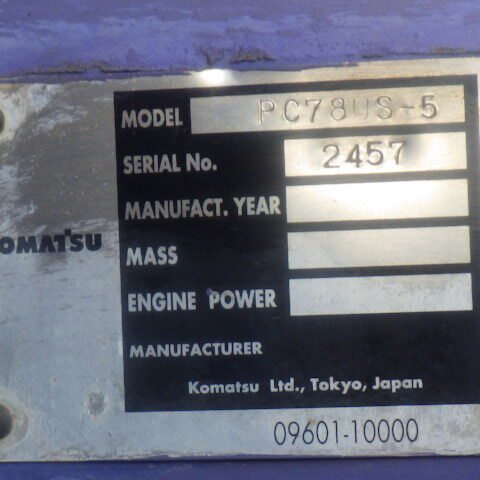 MODEL PC78US-5
SERIAL No. 2457
MANUFACT. YEAR
KOMATSU
MASS
ENGINE POWER
MANUFACTURER
Komatsu Ltd., Tokyo, Japan
09601-10000